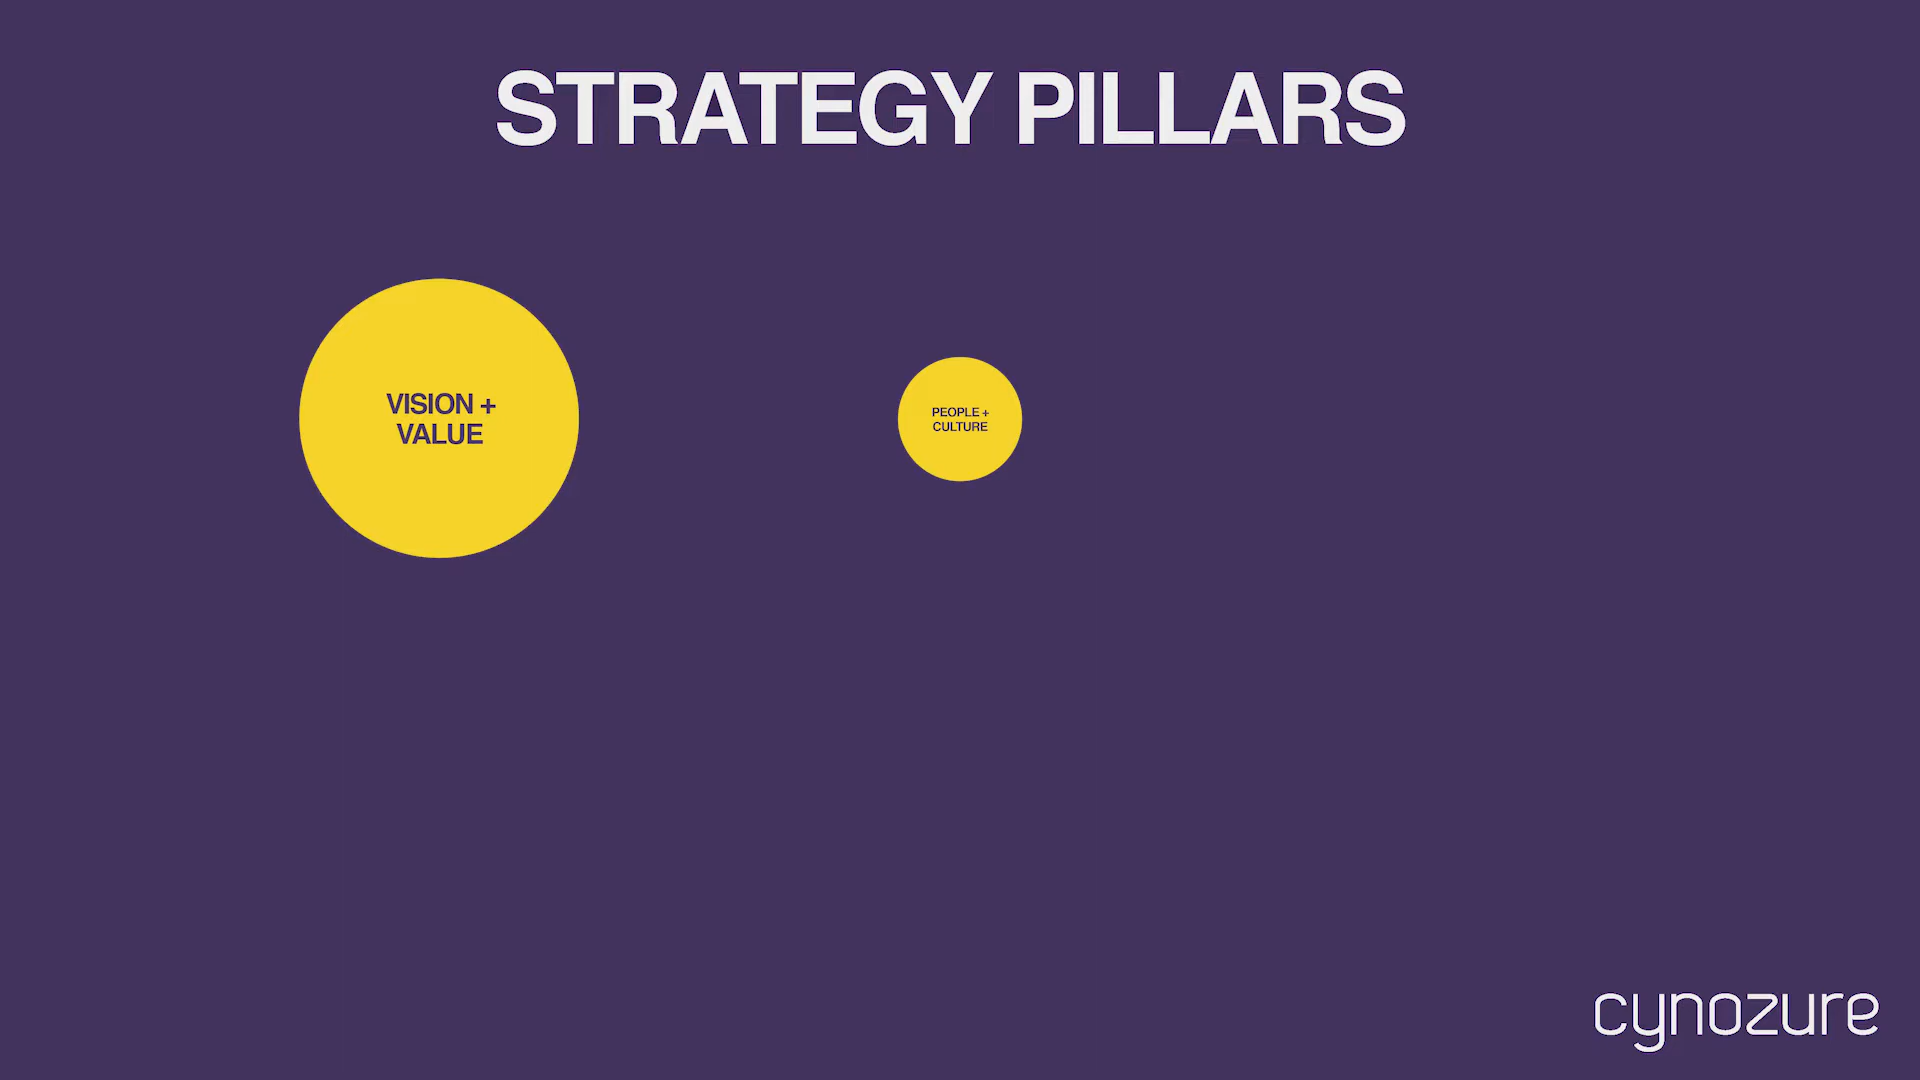 STRATEGY PILLARS
VISION +
VALUE
PEOPLE +
CULTURE
cynozure